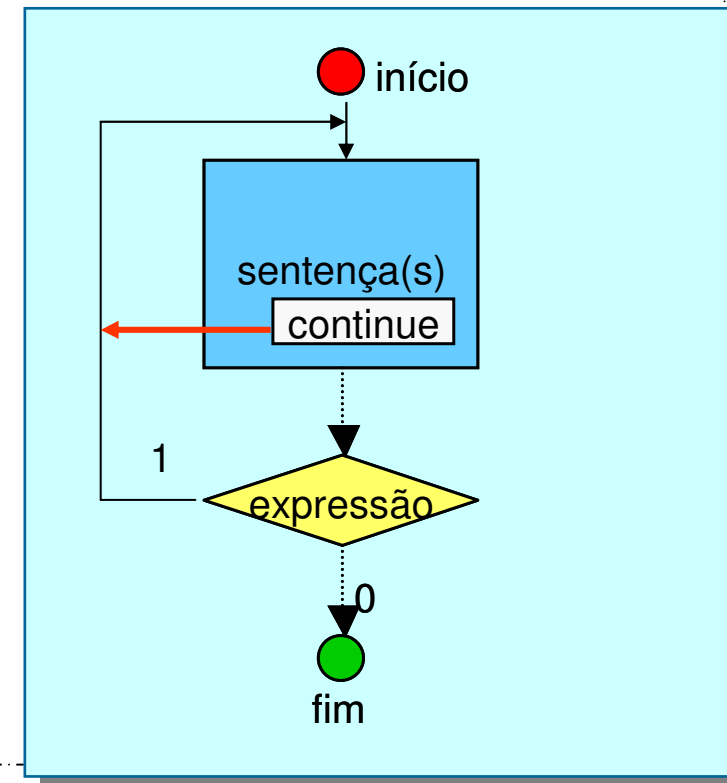 início
sentença(s)
continue
1
expressão
0
fim